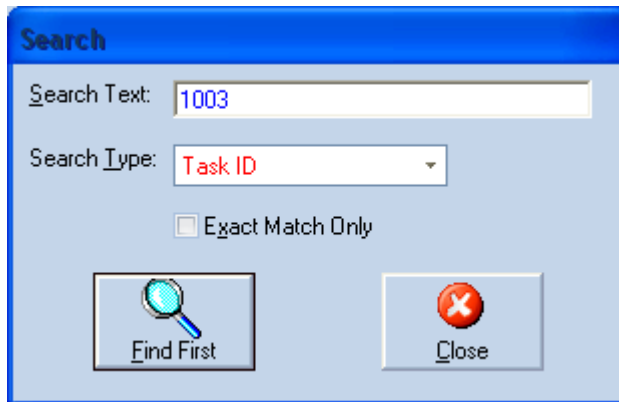 Search
Search Text: 1003
Search Type: Task ID
Exact Match Only
Find First Close